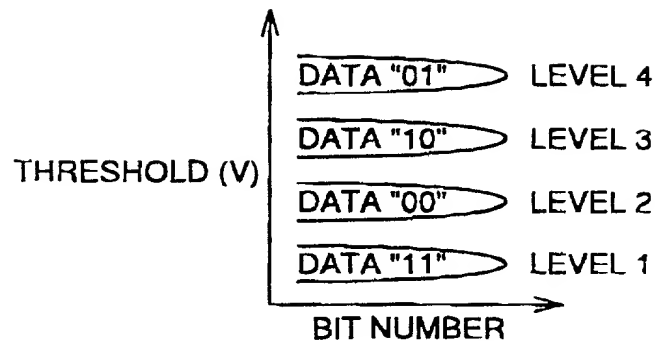 DATA "01" LEVEL 4
DATA "10" LEVEL 3
THRESHOLD (V)
DATA "00" LEVEL 2
DATA "11" LEVEL 1
BIT NUMBER